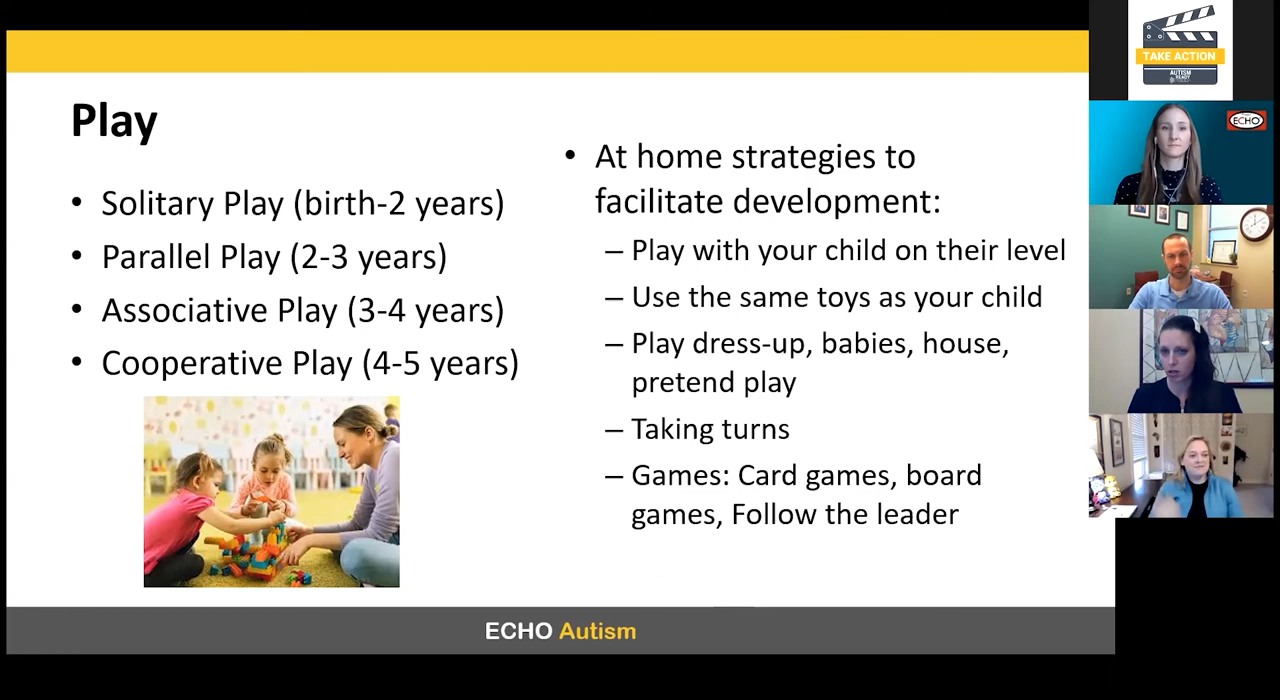 Play
• Solitary Play (birth-2 years)
• Parallel Play (2-3 years)
• Associative Play (3-4 years)
• Cooperative Play (4-5 years)
• At home strategies to
facilitate development:
– Play with your child on their level
– Use the same toys as your child
– Play dress-up, babies, house,
pretend play
– Taking turns
– Games: Card games, board
games, Follow the leader
ECHO Autism
TAKE ACTION
AUTISM
READY
ECHO